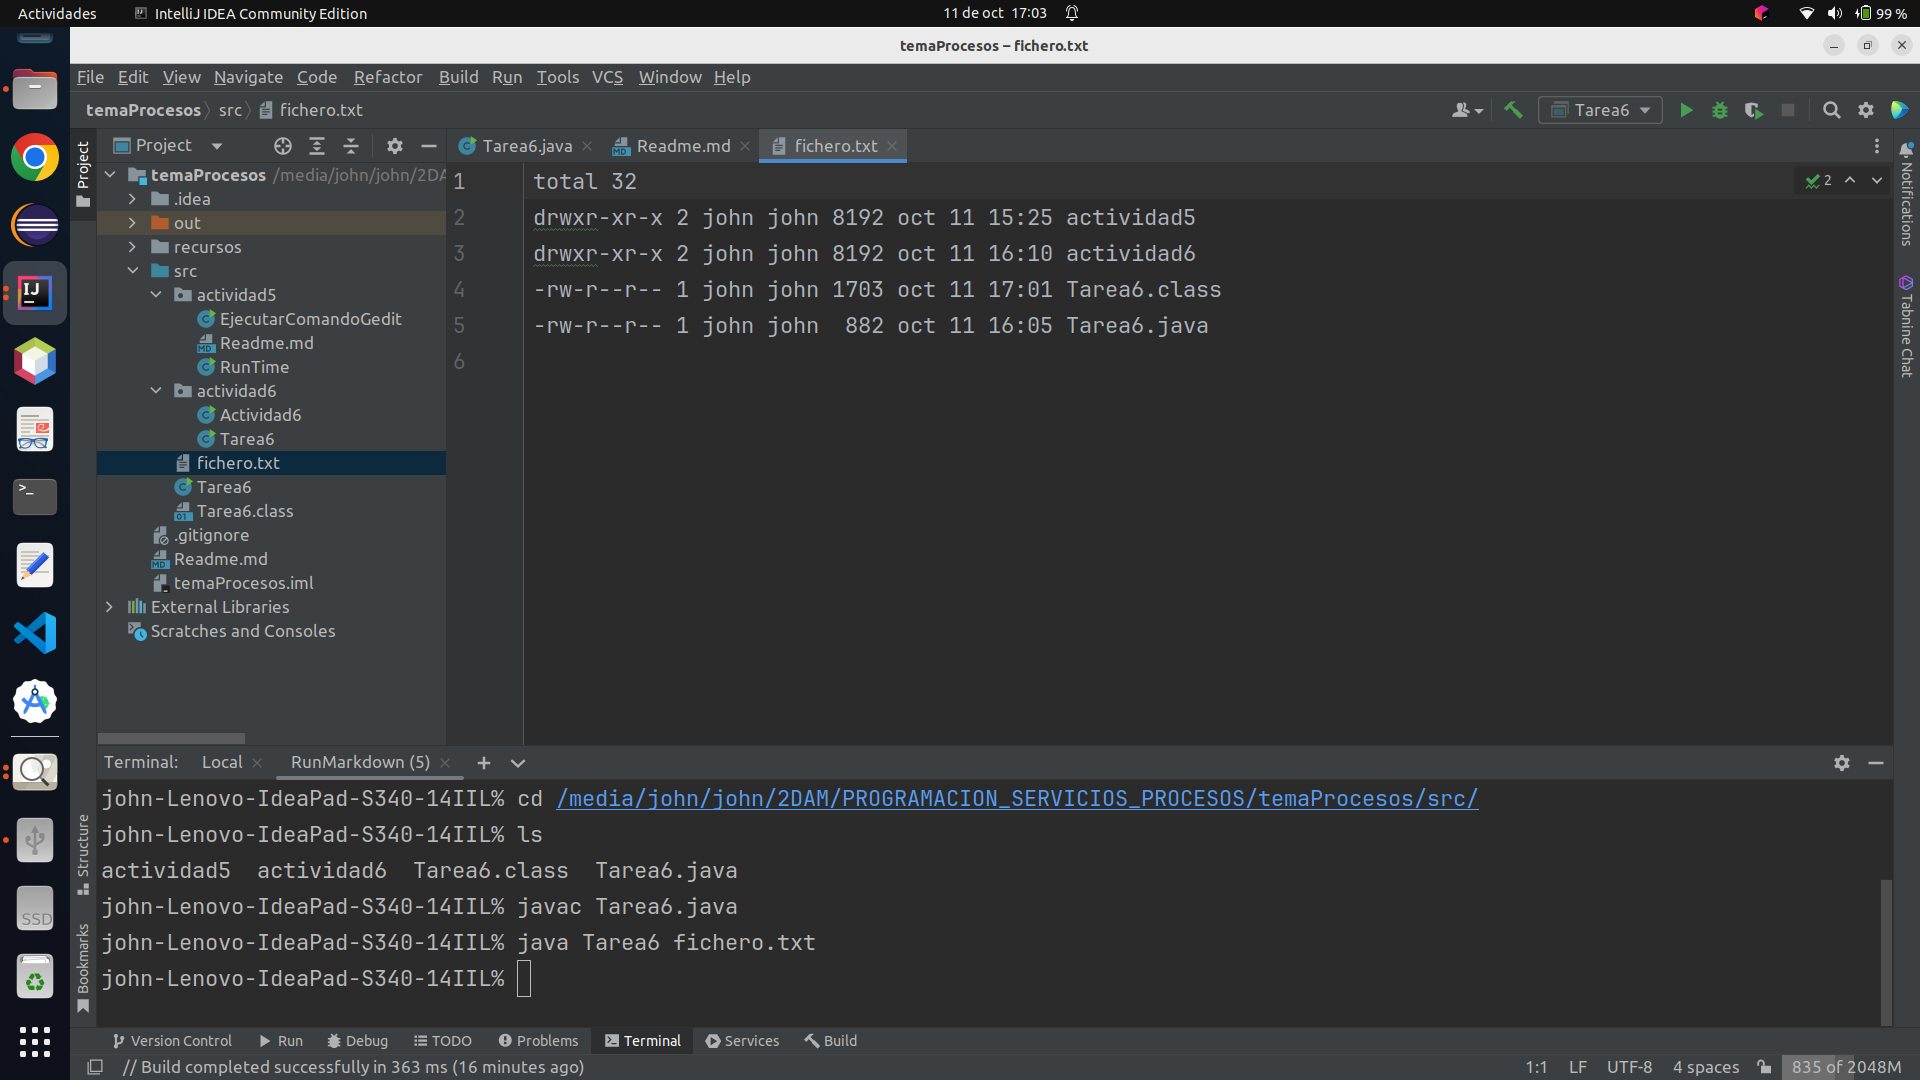 Actividades IntelliJ IDEA Community Edition 11 de oct 17:03 99 %
temaProcesos – fichero.txt
File Edit View Navigate Code Refactor Build Run Tools VCS Window Help
temaProcesos src fichero.txt Tarea6
Project Tarea6.java Readme.md fichero.txt
Project
Notifications
Tabnine Chat
Structure
Bookmarks
temaProcesos /media/john/john/2DA
.idea
out
recursos
src
actividad5
EjecutarComandoGedit
Readme.md
RunTime
actividad6
Actividad6
Tarea6
fichero.txt
Tarea6
Tarea6.class
.gitignore
Readme.md
temaProcesos.iml
External Libraries
Scratches and Consoles
1 total 32 2
2 drwxr-xr-x 2 john john 8192 oct 11 15:25 actividad5
3 drwxr-xr-x 2 john john 8192 oct 11 16:10 actividad6
4 -rw-r--r-- 1 john john 1703 oct 11 17:01 Tarea6.class
5 -rw-r--r-- 1 john john  882 oct 11 16:05 Tarea6.java
6
Terminal: Local RunMarkdown (5)
john-Lenovo-IdeaPad-S340-14IIL% cd /media/john/john/2DAM/PROGRAMACION_SERVICIOS_PROCESOS/temaProcesos/src/
john-Lenovo-IdeaPad-S340-14IIL% ls
actividad5  actividad6  Tarea6.class  Tarea6.java
john-Lenovo-IdeaPad-S340-14IIL% javac Tarea6.java
john-Lenovo-IdeaPad-S340-14IIL% java Tarea6 fichero.txt
john-Lenovo-IdeaPad-S340-14IIL%
SSD
Version Control Run Debug TODO Problems Terminal Services Build
// Build completed successfully in 363 ms (16 minutes ago) 1:1 LF UTF-8 4 spaces 835 of 2048M